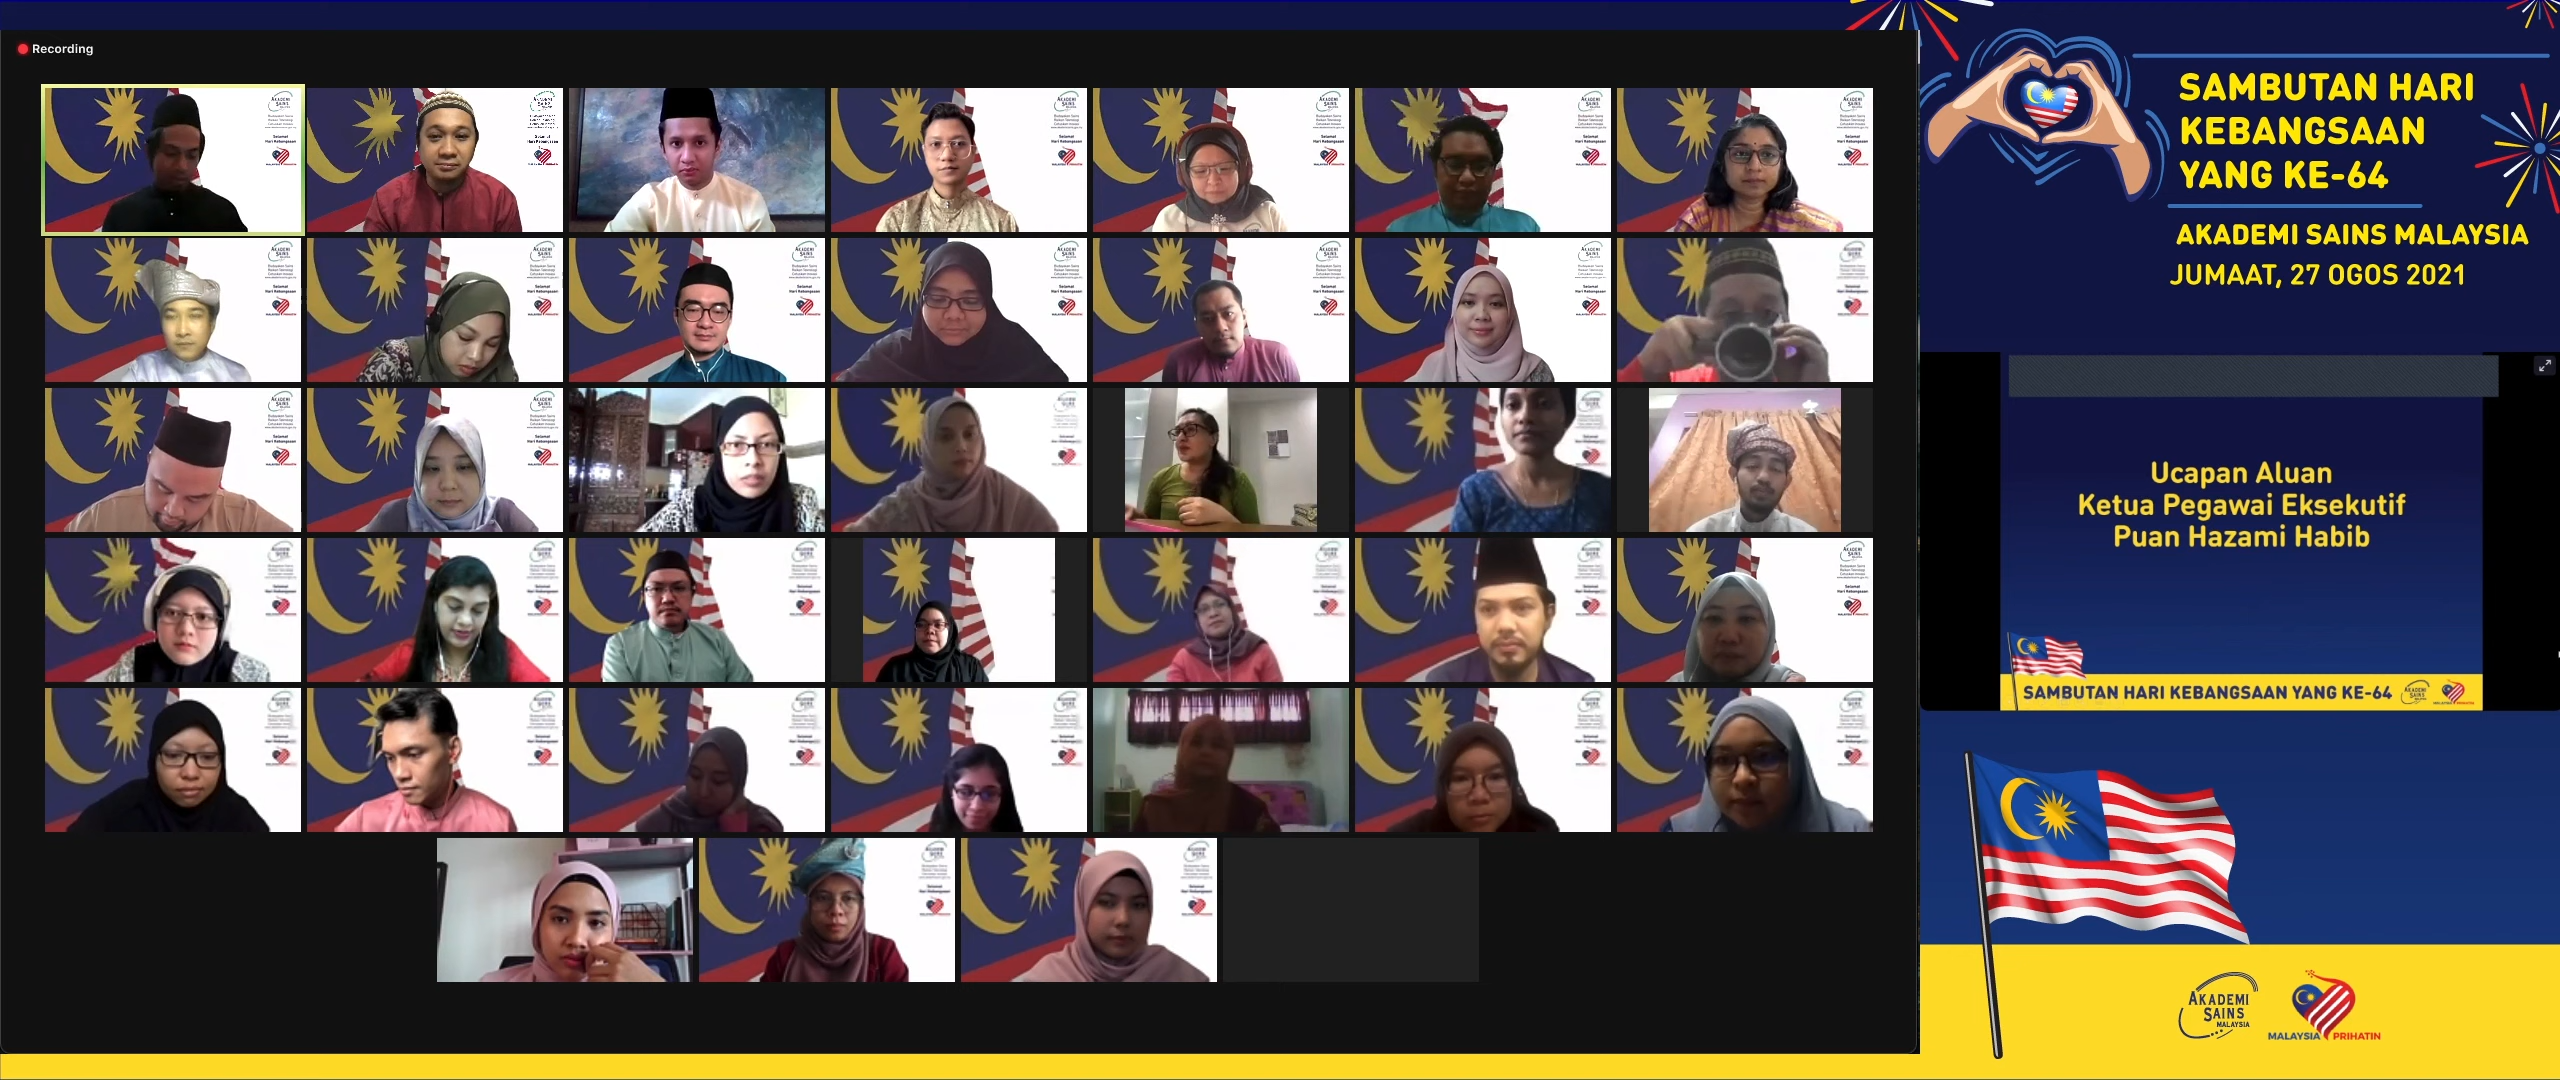 Recording
SAMBUTAN HARI
KEBANGSAAN
YANG KE-64
AKADEMI SAINS MALAYSIA
JUMAAT, 27 OGOS 2021
Ucapan Aluan
Ketua Pegawai Eksekutif
Puan Hazami Habib
SAMBUTAN HARI KEBANGSAAN YANG KE-64
AKADEMI
SAINS
MALAYSIA
MALAYSIA PRIHATIN